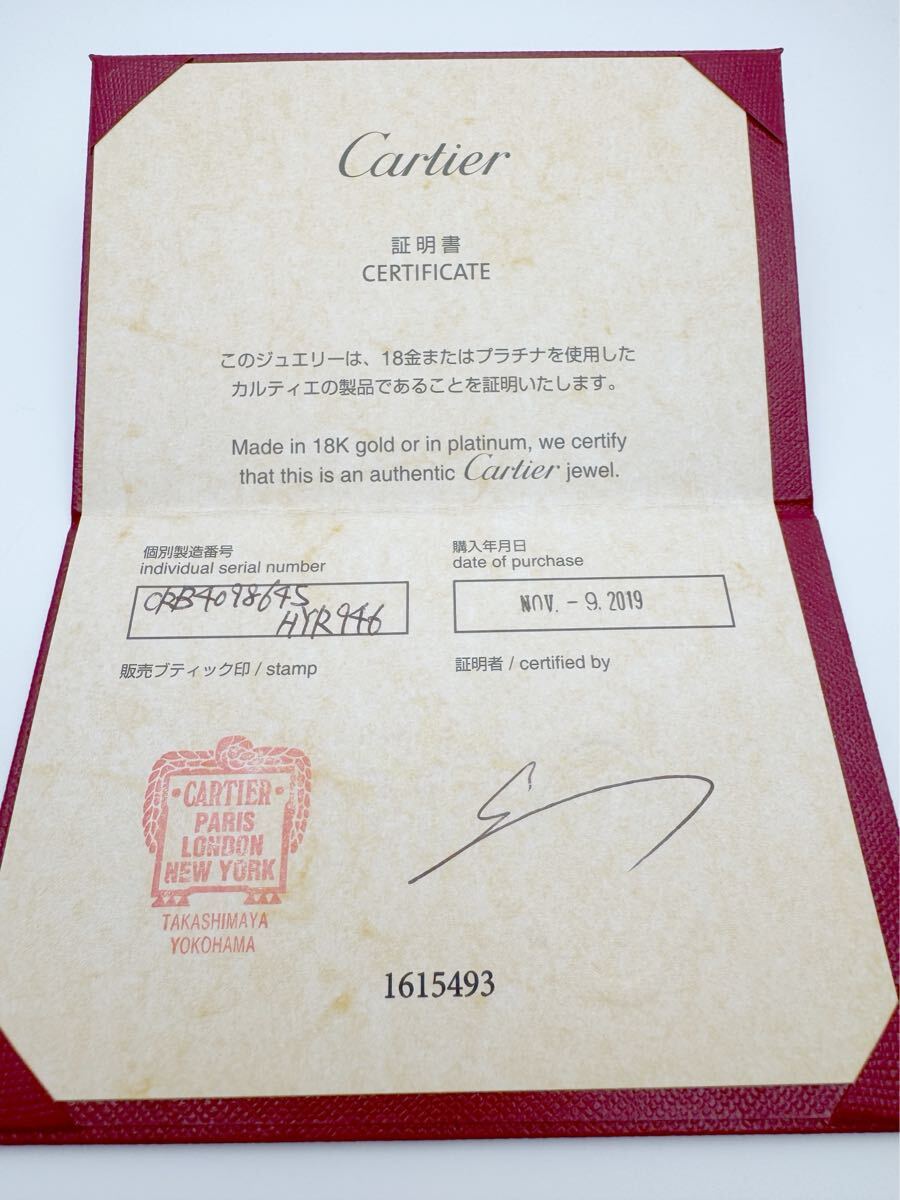 Cartier
証明書
CERTIFICATE
このジュエリーは、18金またはプラチナを使用した
カルティエの製品であることを証明いたします。
Made in 18K gold or in platinum, we certify
that this is an authentic Cartier jewel.
個別製造番号
individual serial number
CRB4098645
HYR946
購入年月日
date of purchase
NOV. - 9. 2019
販売ブティック印 / stamp
証明者 / certified by
·CARTIER·
PARIS
LONDON
NEW YORK
TAKASHIMAYA
YOKOHAMA
1615493